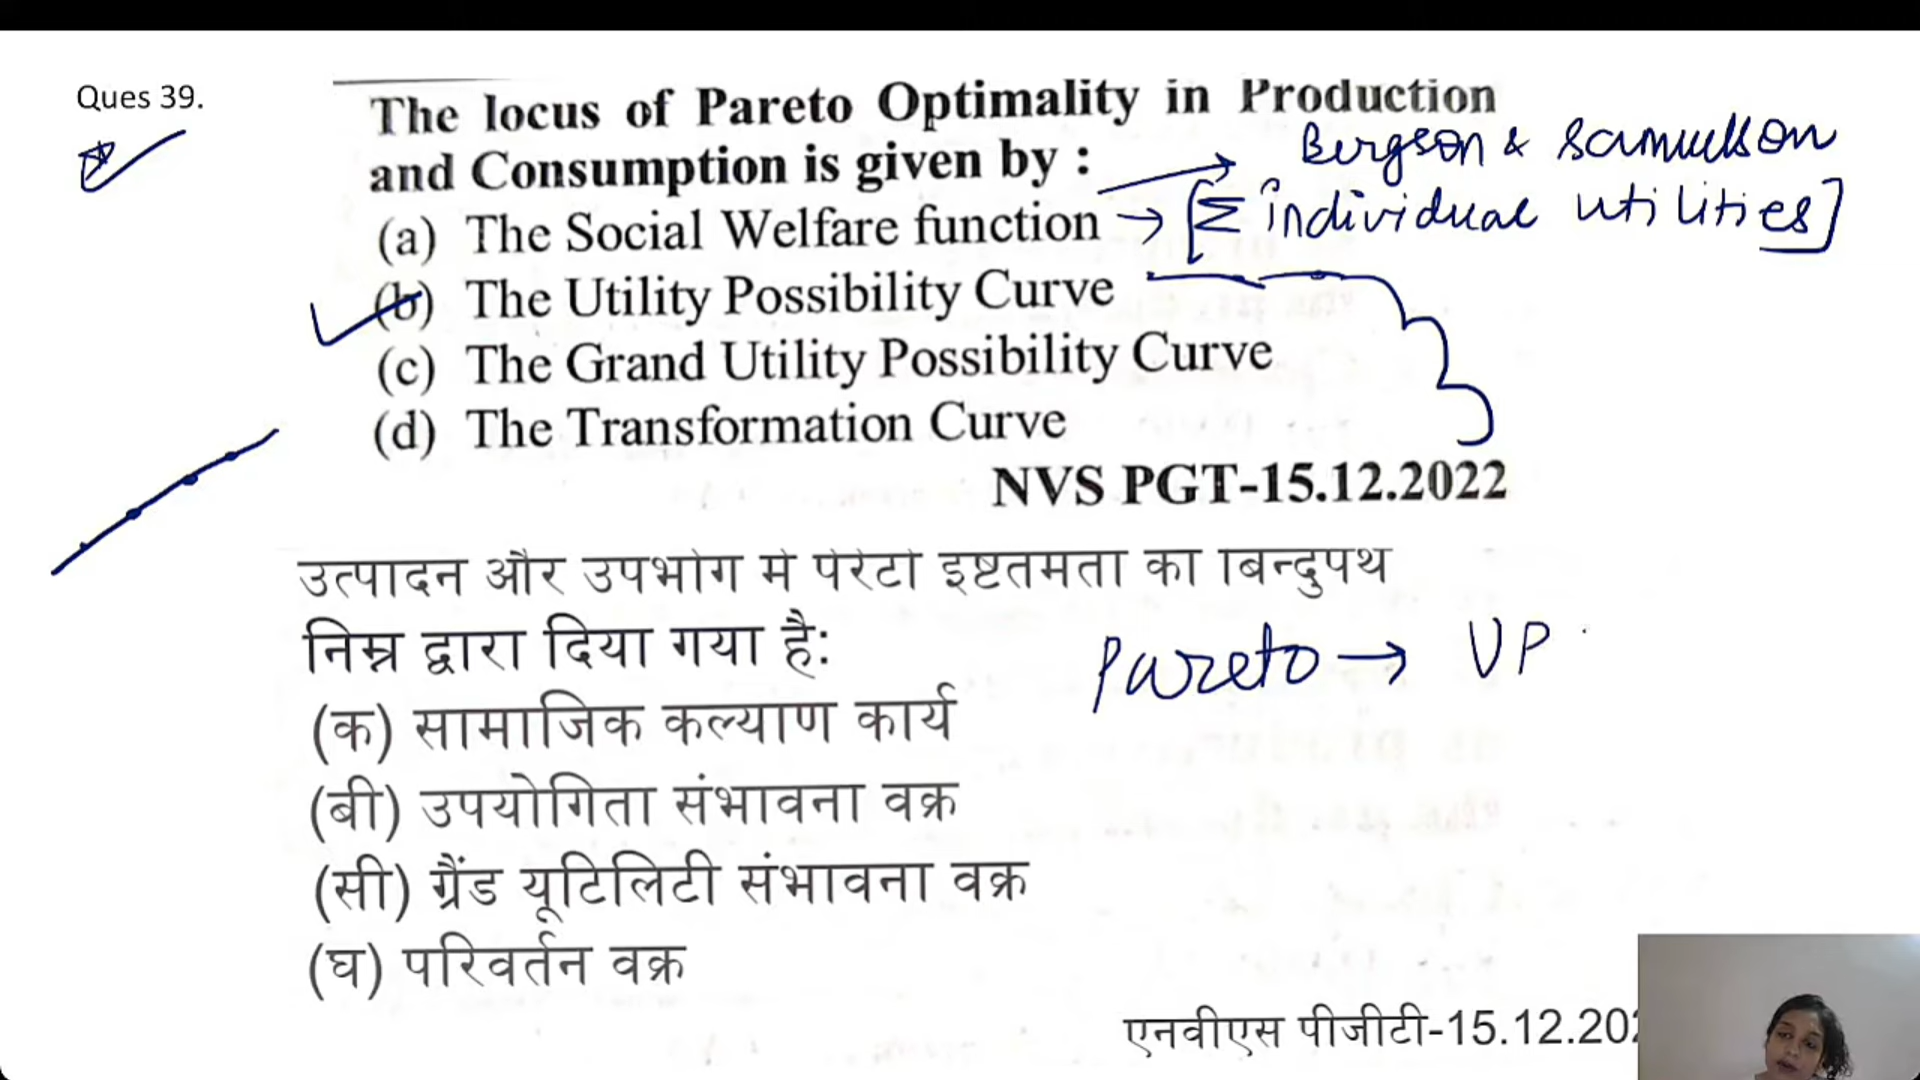 Ques 39.
The locus of Pareto Optimality in Production
and Consumption is given by :
Bergson & Samuelson
(a) The Social Welfare function → [Σ individual utilities]
(b) The Utility Possibility Curve
(c) The Grand Utility Possibility Curve
(d) The Transformation Curve
NVS PGT-15.12.2022
उत्पादन और उपभोग में पेरेटो इष्टतमता का बिन्दुपथ
निम्न द्वारा दिया गया है:
Pareto → UP
(क) सामाजिक कल्याण कार्य
(बी) उपयोगिता संभावना वक्र
(सी) ग्रैंड यूटिलिटी संभावना वक्र
(घ) परिवर्तन वक्र
एनवीएस पीजीटी-15.12.202